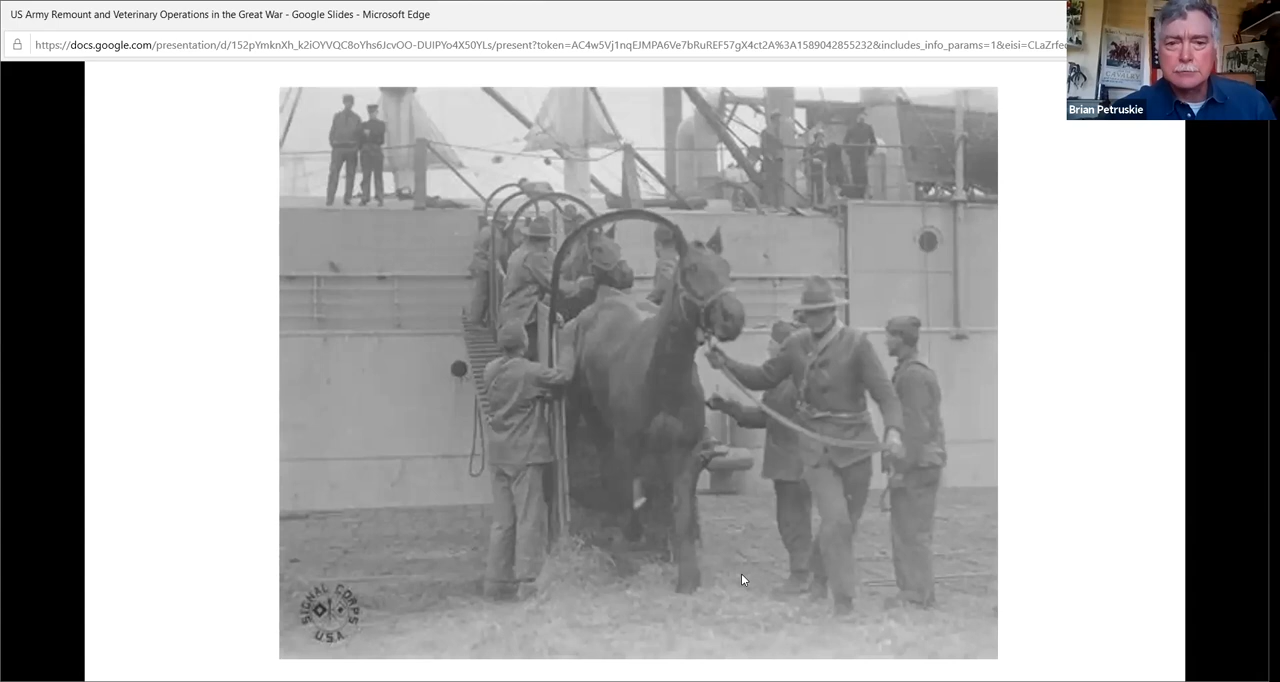 US Army Remount and Veterinary Operations in the Great War - Google Slides - Microsoft Edge
https://docs.google.com/presentation/d/152pYmknXh_k2iOYVQC8oYhs6JcvOO-DUIPYo4X50YLs/present?token=AC4w5Vj1nqEJMPA6Ve7bRuREF57gX4ct2A%3A1589042855232&includes_info_params=1&eisi=CLaZrfe
CAVALRY
Brian Petruskie
SIGNAL CORPS
U.S.A.